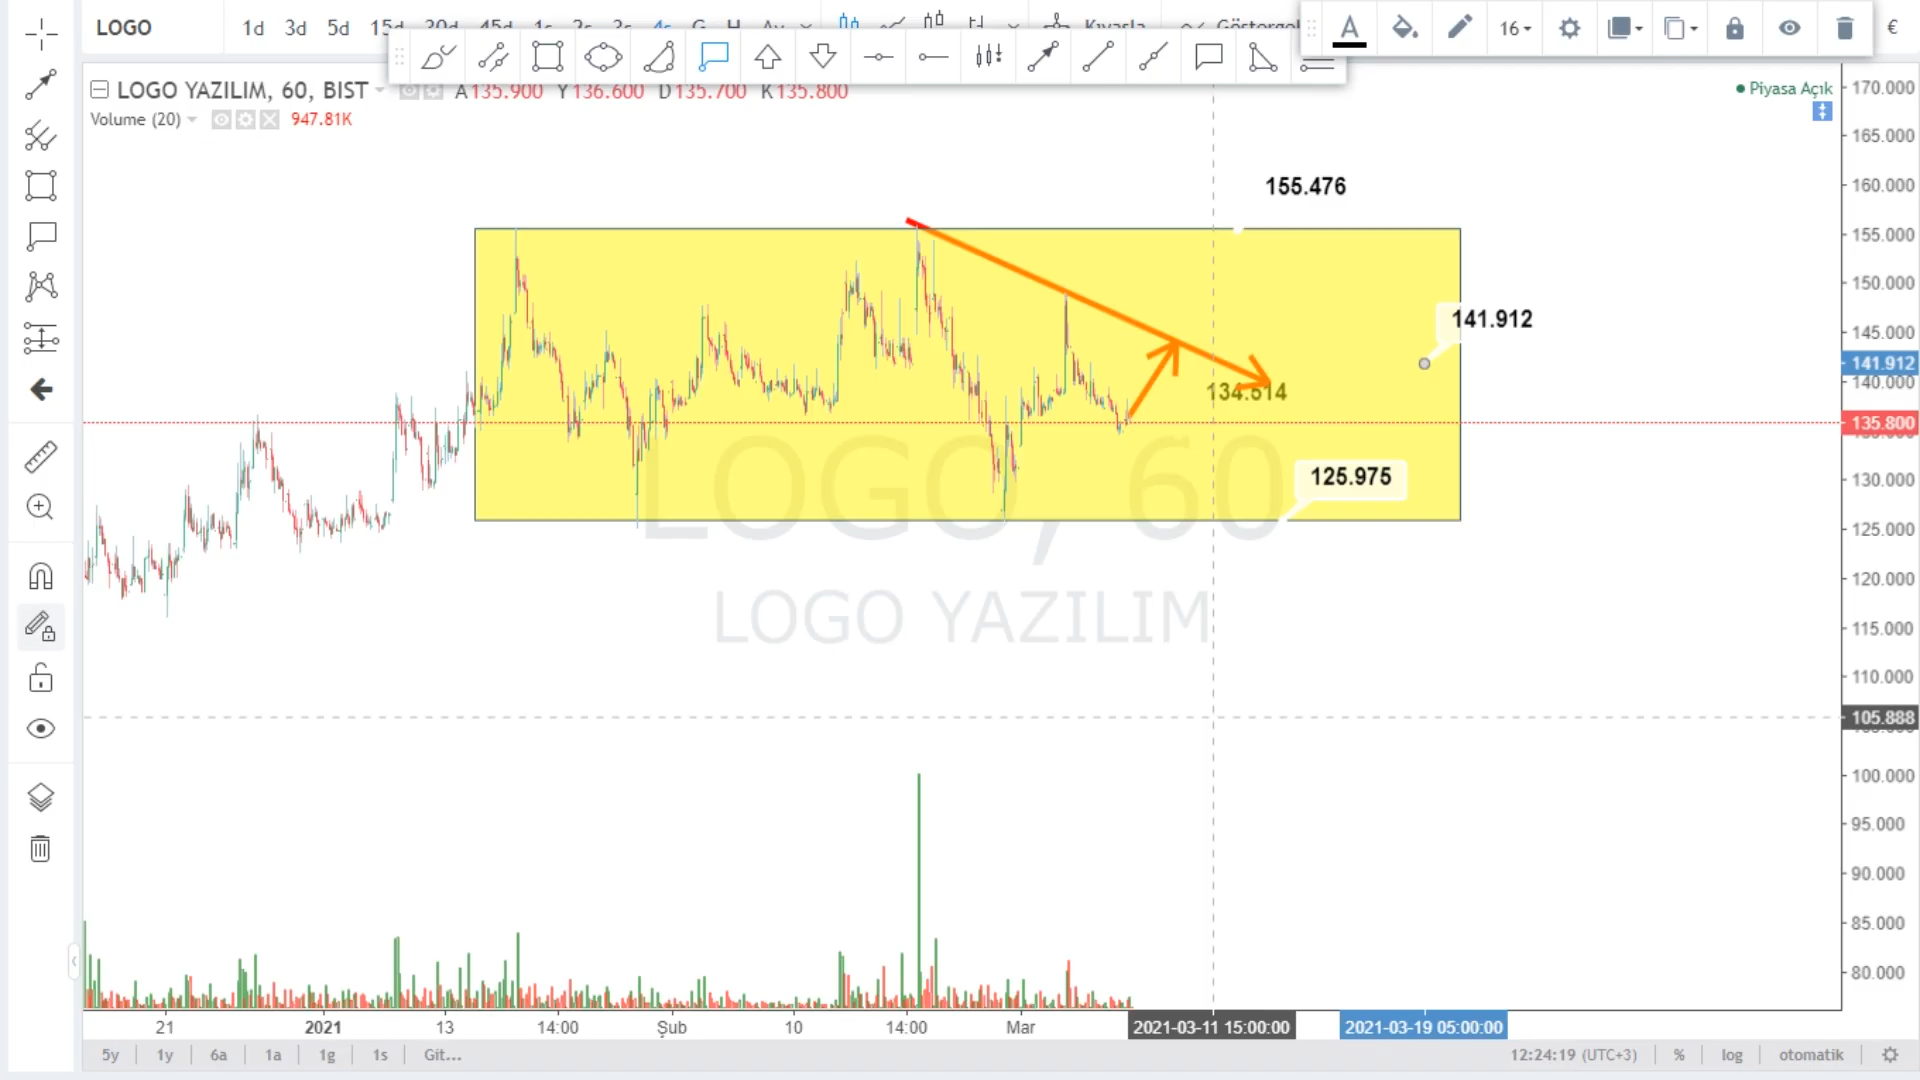 LOGO
1d 3d 5d
16
€
LOGO YAZILIM, 60, BIST
A135.900 Y136.600 D135.700 K135.800
Piyasa Açık
Volume (20) 947.81K
170.000
165.000
160.000
155.000
150.000
145.000
141.912
140.000
135.800
130.000
125.000
120.000
115.000
110.000
105.888
100.000
95.000
90.000
85.000
80.000
155.476
141.912
134.514
125.975
LOGO, 60
LOGO YAZILIM
21 2021 13 14:00 Şub 10 14:00 Mar 2021-03-11 15:00:00 2021-03-19 05:00:00
5y 1y 6a 1a 1g 1s Git... 12:24:19 (UTC+3) % log otomatik